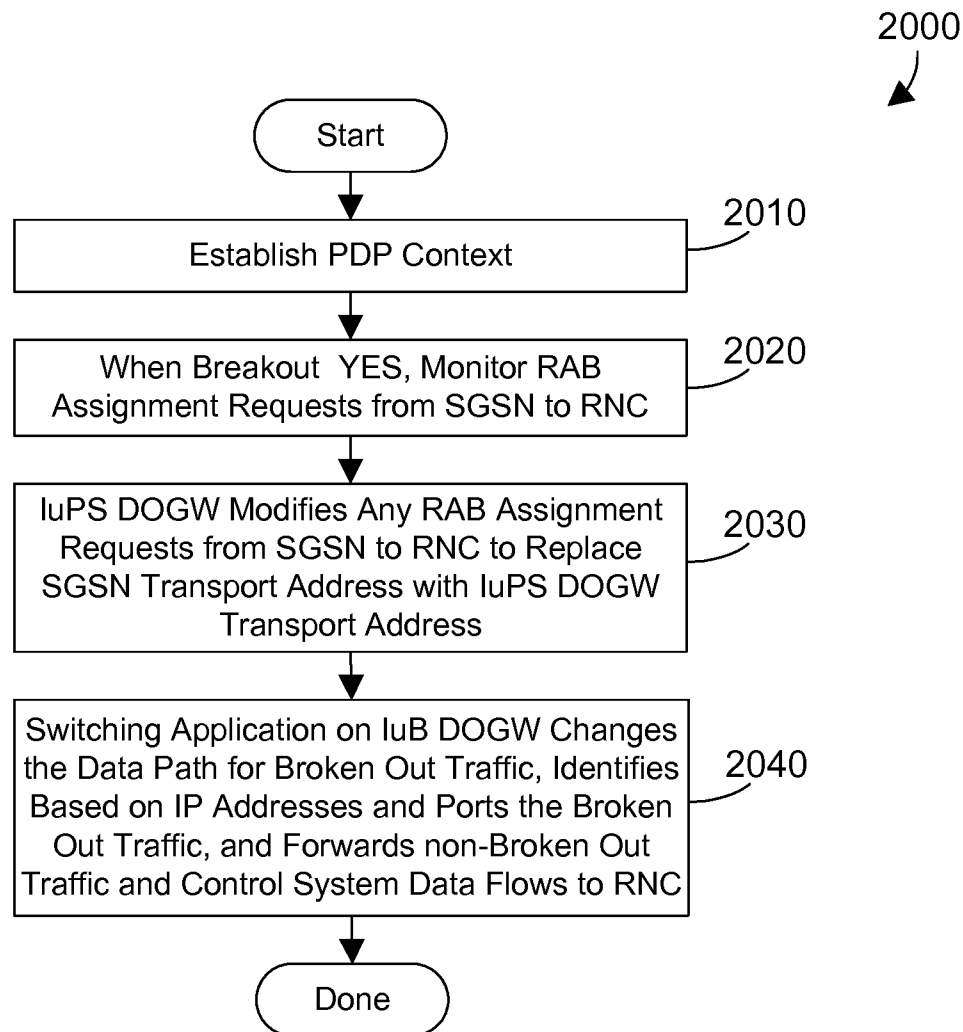 2000
Start
2010
Establish PDP Context
2020
When Breakout YES, Monitor RAB
Assignment Requests from SGSN to RNC
2030
IuPS DOGW Modifies Any RAB Assignment
Requests from SGSN to RNC to Replace
SGSN Transport Address with IuPS DOGW
Transport Address
2040
Switching Application on IuB DOGW Changes
the Data Path for Broken Out Traffic, Identifies
Based on IP Addresses and Ports the Broken
Out Traffic, and Forwards non-Broken Out
Traffic and Control System Data Flows to RNC
Done